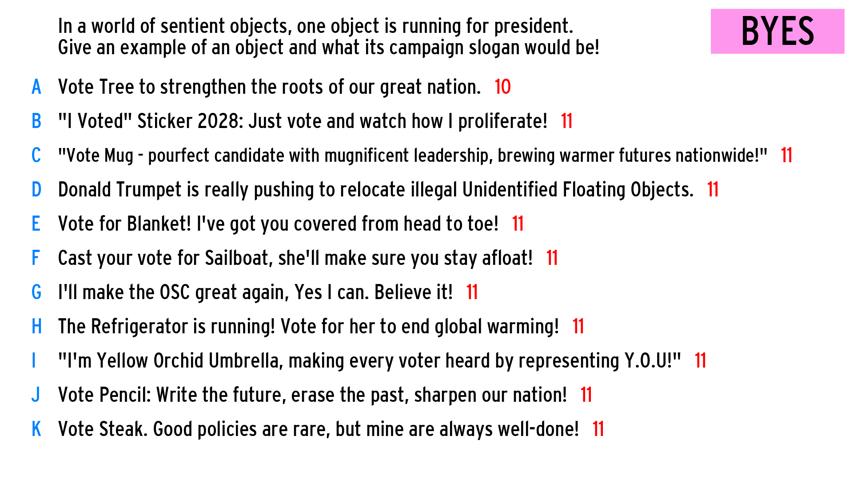 In a world of sentient objects, one object is running for president.
Give an example of an object and what its campaign slogan would be!
BYES
A Vote Tree to strengthen the roots of our great nation. 10
B "I Voted" Sticker 2028: Just vote and watch how I proliferate! 11
C "Vote Mug - pourfect candidate with mugnificent leadership, brewing warmer futures nationwide!" 11
D Donald Trumpet is really pushing to relocate illegal Unidentified Floating Objects. 11
E Vote for Blanket! I've got you covered from head to toe! 11
F Cast your vote for Sailboat, she'll make sure you stay afloat! 11
G I'll make the OSC great again, Yes I can. Believe it! 11
H The Refrigerator is running! Vote for her to end global warming! 11
I "I'm Yellow Orchid Umbrella, making every voter heard by representing Y.O.U!" 11
J Vote Pencil: Write the future, erase the past, sharpen our nation! 11
K Vote Steak. Good policies are rare, but mine are always well-done! 11